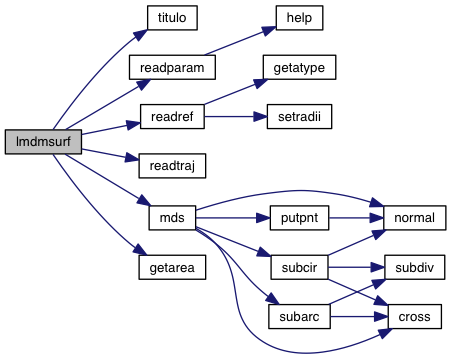 titulo
help
readparam
getatype
readref
setradii
lmdmsurf
readtraj
mds
putpnt
normal
getarea
subcir
subdiv
subarc
cross